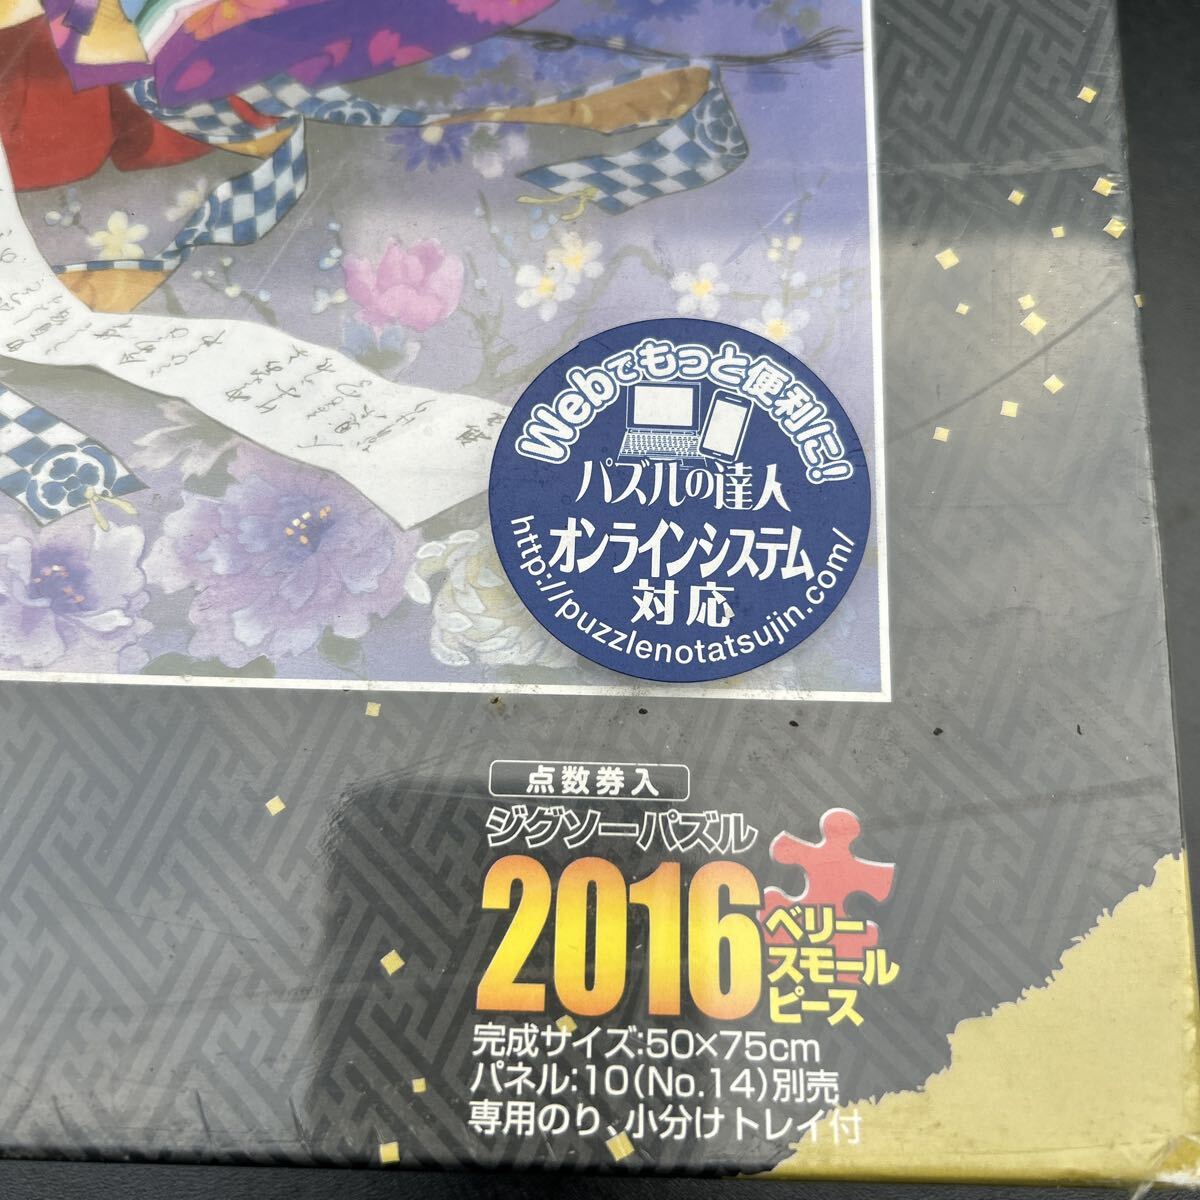 Webでもっと便利に!
パズルの達人
オンラインシステム
対応
http://puzzlenotatsujin.com/
点数券入
ジグソーパズル
2016
ベリー
スモール
ピース
完成サイズ:50×75cm
パネル:10(No.14)別売
専用のり、小分けトレイ付